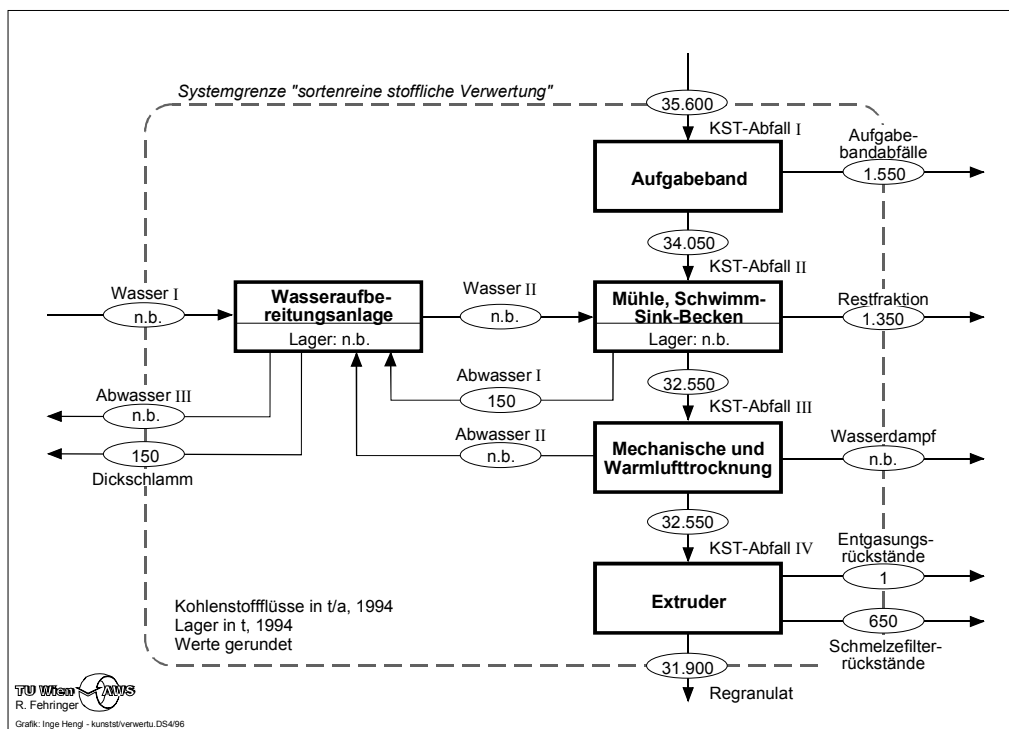 Systemgrenze "sortenreine stoffliche Verwertung"
35.600
KST-Abfall I
Aufgabeband
Aufgabe-
bandabfälle
1.550
34.050
KST-Abfall II
Wasser I
n.b.
Wasseraufbe-
reitungsanlage
Lager: n.b.
Wasser II
n.b.
Mühle, Schwimm-
Sink-Becken
Lager: n.b.
Restfraktion
1.350
Abwasser III
n.b.
150
Dickschlamm
Abwasser I
150
Abwasser II
n.b.
32.550
KST-Abfall III
Mechanische und
Warmlufttrocknung
Wasserdampf
n.b.
32.550
KST-Abfall IV
Extruder
Entgasungs-
rückstände
1
650
Schmelzefilter-
rückstände
31.900
Regranulat
Kohlenstoffflüsse in t/a, 1994
Lager in t, 1994
Werte gerundet
TU Wien AWS
R. Fehringer
Grafik: Inge Hengl - kunstst/verwertu.DS4/96